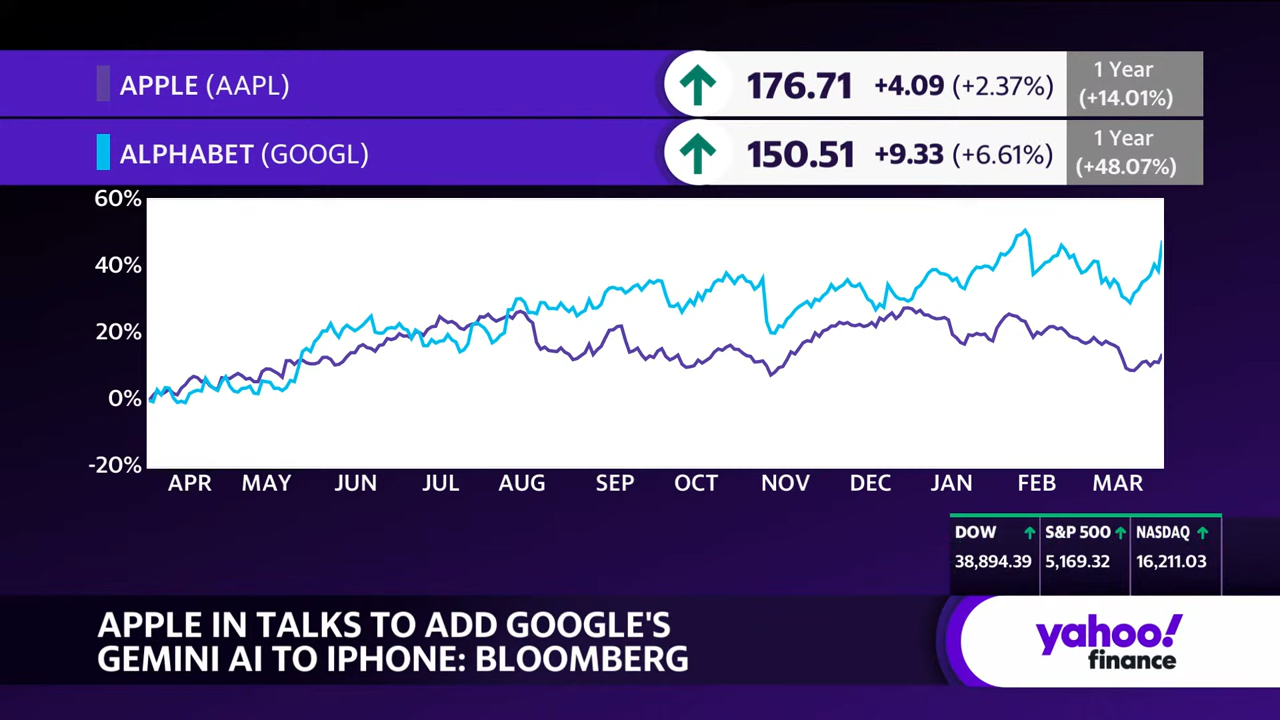 APPLE (AAPL) 176.71 +4.09 (+2.37%) 1 Year (+14.01%)
ALPHABET (GOOGL) 150.51 +9.33 (+6.61%) 1 Year (+48.07%)
60%
40%
20%
0%
-20%
APR MAY JUN JUL AUG SEP OCT NOV DEC JAN FEB MAR
DOW S&P 500 NASDAQ
38,894.39 5,169.32 16,211.03
APPLE IN TALKS TO ADD GOOGLE'S
GEMINI AI TO IPHONE: BLOOMBERG
yahoo!
finance